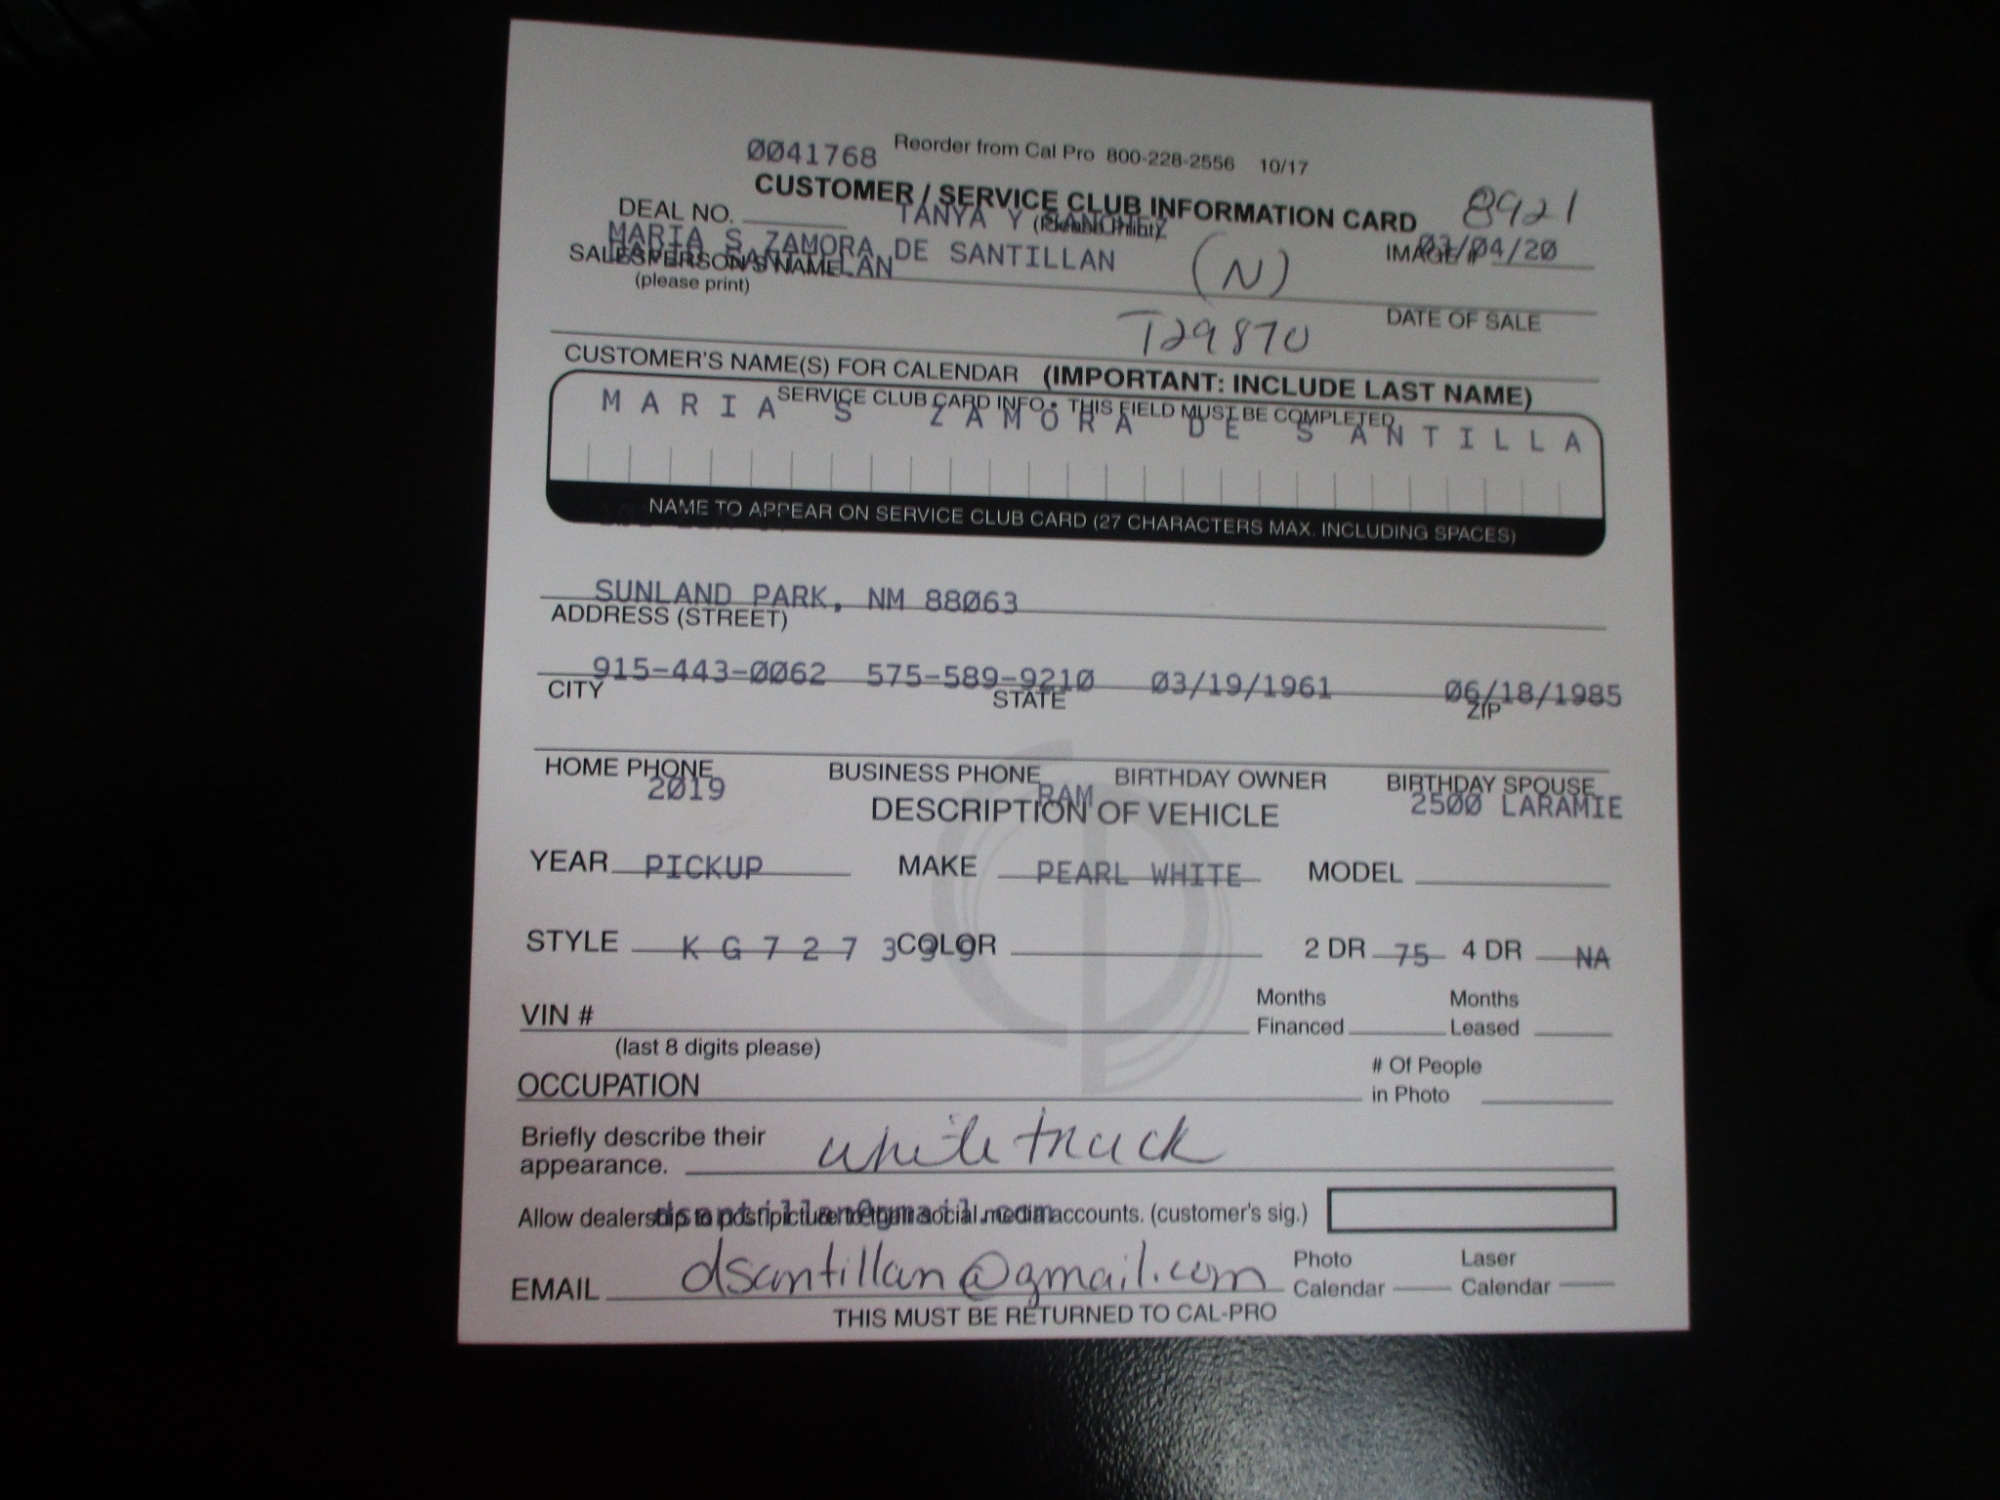 0041768 Reorder from Cal Pro 800-228-2556 10/17
CUSTOMER / SERVICE CLUB INFORMATION CARD 8921
DEAL NO. TANYA Y SANCHEZ
MARIA S ZAMORA DE SANTILLAN (N) IMAGE # 03/04/20
SALESPERSON'S NAME
(please print)
T29870 DATE OF SALE
CUSTOMER'S NAME(S) FOR CALENDAR (IMPORTANT: INCLUDE LAST NAME)
SERVICE CLUB CARD INFO • THIS FIELD MUST BE COMPLETED
MARIA S ZAMORA DE SANTILLA
NAME TO APPEAR ON SERVICE CLUB CARD (27 CHARACTERS MAX. INCLUDING SPACES)
SUNLAND PARK, NM 88063
ADDRESS (STREET)
915-443-0062 575-589-9210 03/19/1961 06/18/1985
CITY STATE ZIP
HOME PHONE BUSINESS PHONE BIRTHDAY OWNER BIRTHDAY SPOUSE
2019 RAM 2500 LARAMIE
DESCRIPTION OF VEHICLE
YEAR PICKUP MAKE PEARL WHITE MODEL
STYLE KG727399 COLOR 2 DR 75 4 DR NA
VIN # Months Financed Months Leased
(last 8 digits please)
OCCUPATION # Of People in Photo
Briefly describe their appearance. white truck
Allow dealership to post picture to their social media accounts. (customer's sig.)
dsantillan@gmail.com
EMAIL dsantillan@gmail.com Photo Calendar Laser Calendar
THIS MUST BE RETURNED TO CAL-PRO